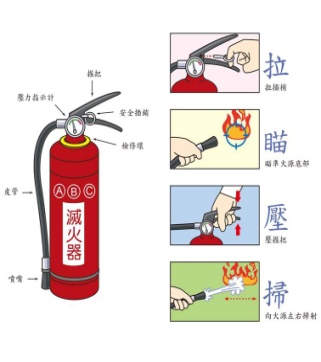 握把
壓力指示計
安全插銷
檢修環
皮管
ABC
滅火器
噴嘴
拉
拉插梢
瞄
瞄準火源底部
壓
壓握把
掃
向火源左右掃射